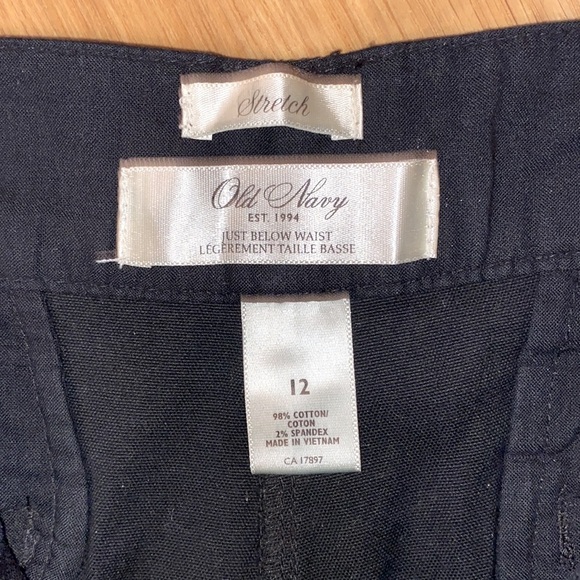 Stretch
Old Navy
EST. 1994
JUST BELOW WAIST
LÉGÈREMENT TAILLE BASSE
12
98% COTTON/
COTON
2% SPANDEX
MADE IN VIETNAM
CA 17897